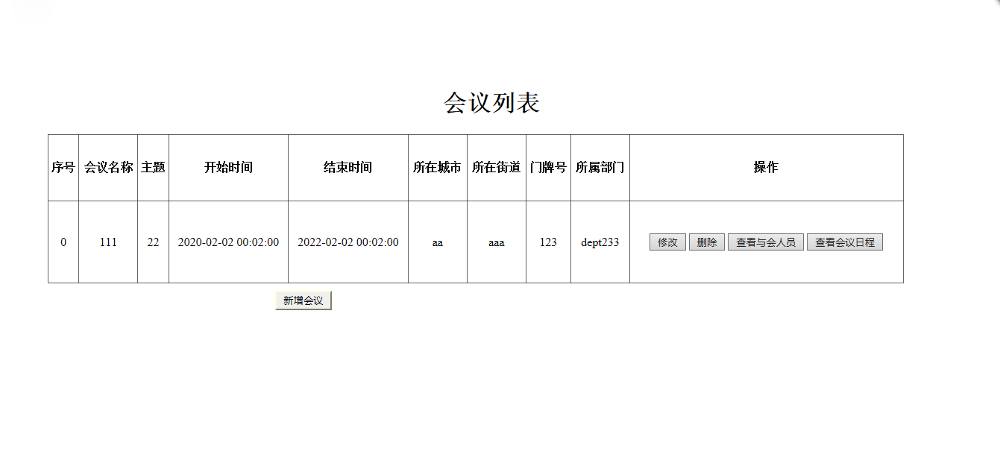 会议列表
序号 会议名称 主题 开始时间 结束时间 所在城市 所在街道 门牌号 所属部门 操作
0 111 22 2020-02-02 00:02:00 2022-02-02 00:02:00 aa aaa 123 dept233 修改 删除 查看与会人员 查看会议日程
新增会议